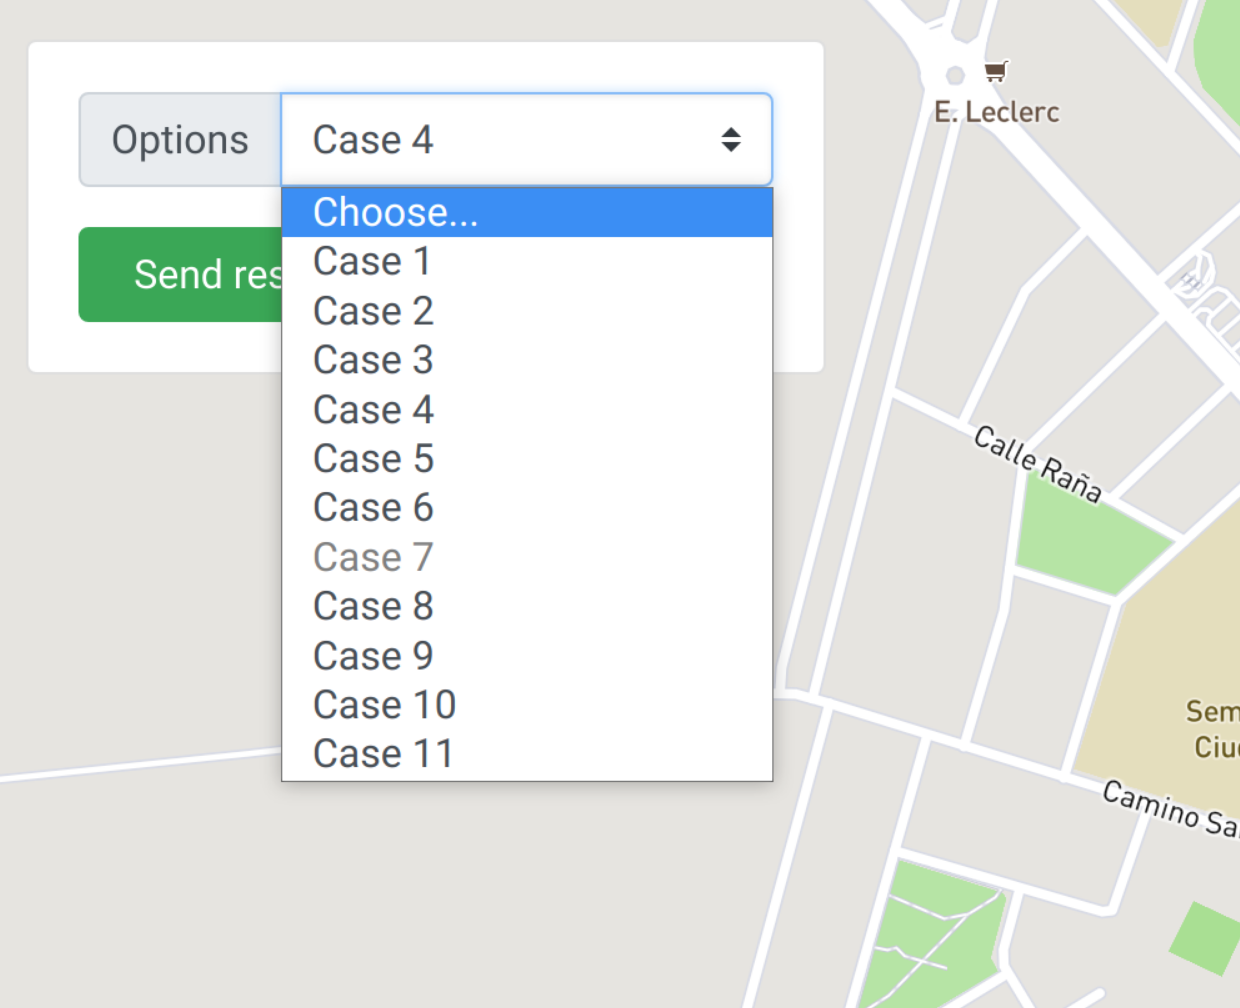 Options
Case 4
Choose...
Send res
Case 1
Case 2
Case 3
Case 4
Case 5
Case 6
Case 7
Case 8
Case 9
Case 10
Case 11
E. Leclerc
Calle Raña
Sem
Ciu
Camino Sa